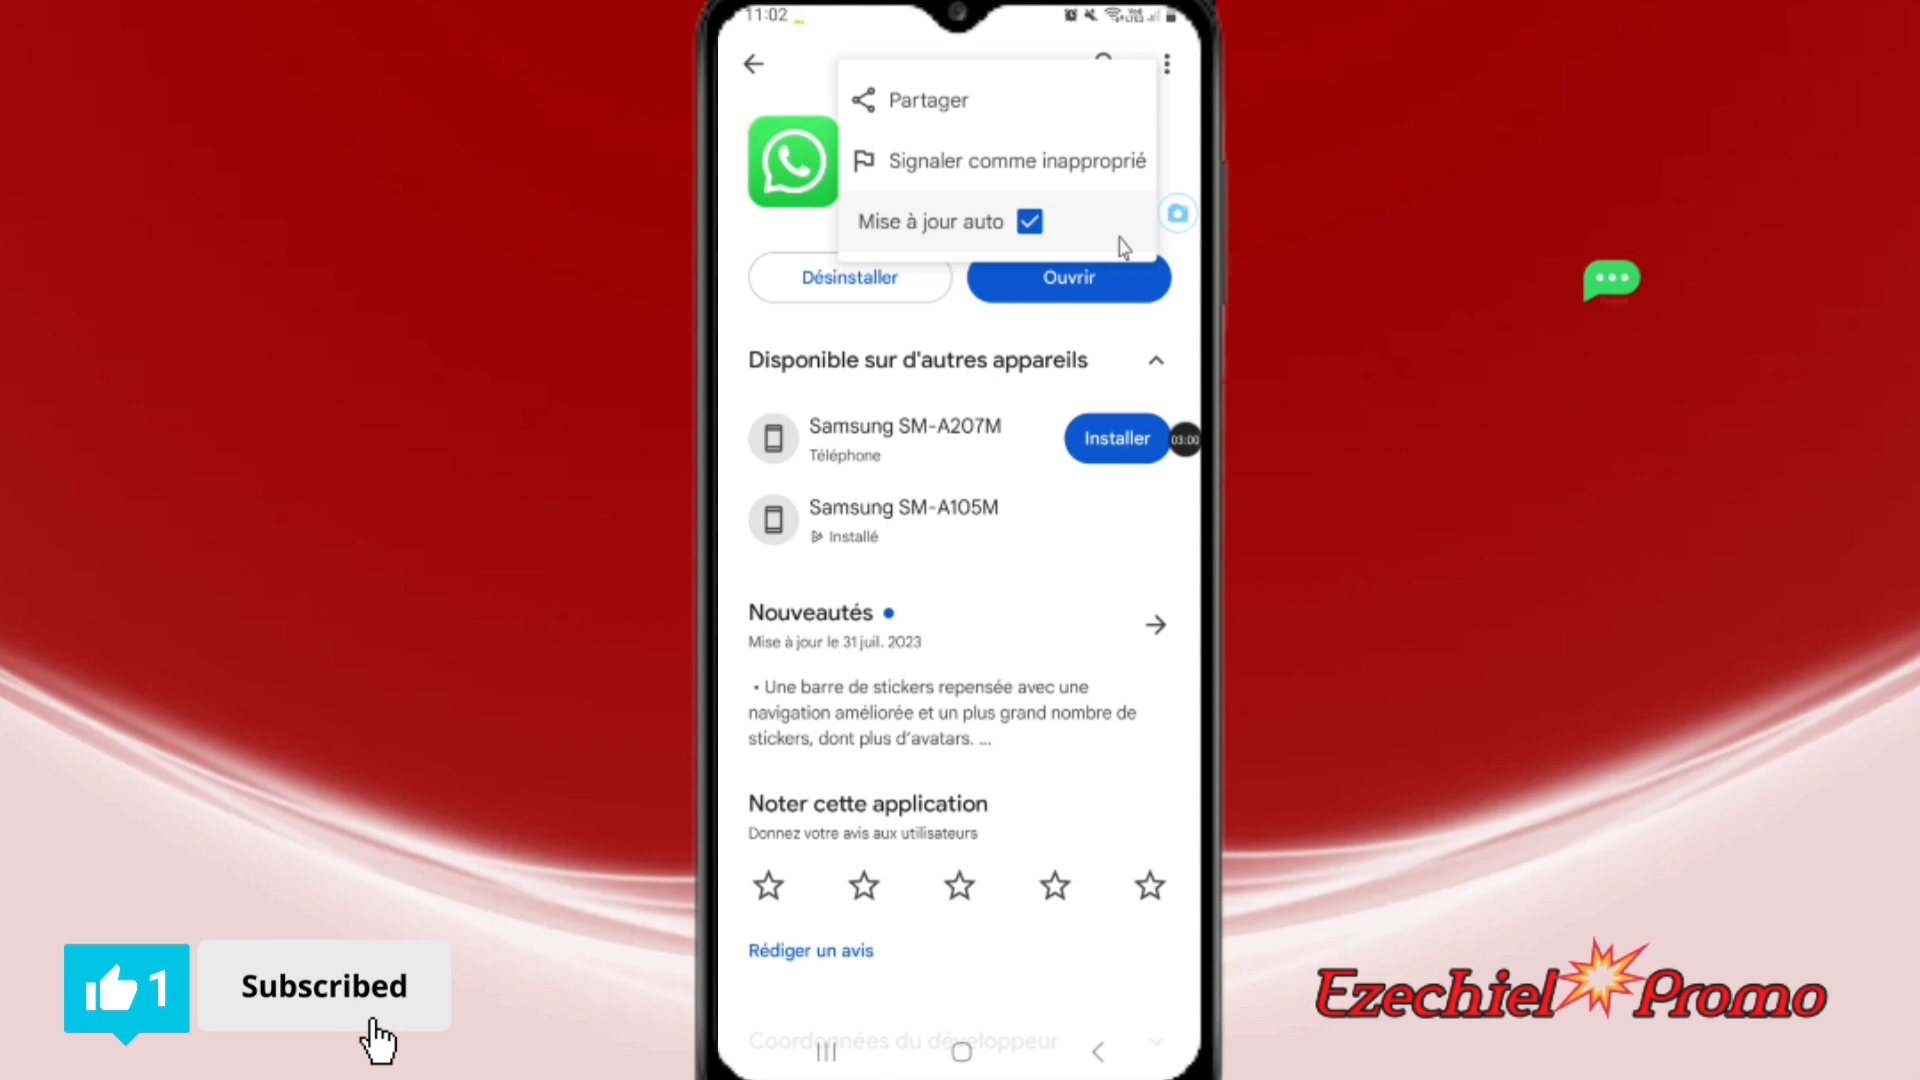 11:02
Partager
Signaler comme inapproprié
Mise à jour auto
Désinstaller
Ouvrir
Disponible sur d'autres appareils
Samsung SM-A207M
Téléphone
Installer
03:00
Samsung SM-A105M
Installé
Nouveautés
Mise à jour le 31 juil. 2023
• Une barre de stickers repensée avec une
navigation améliorée et un plus grand nombre de
stickers, dont plus d'avatars. ...
Noter cette application
Donnez votre avis aux utilisateurs
Rédiger un avis
Coordonnées du développeur
1
Subscribed
Ezechiel Promo